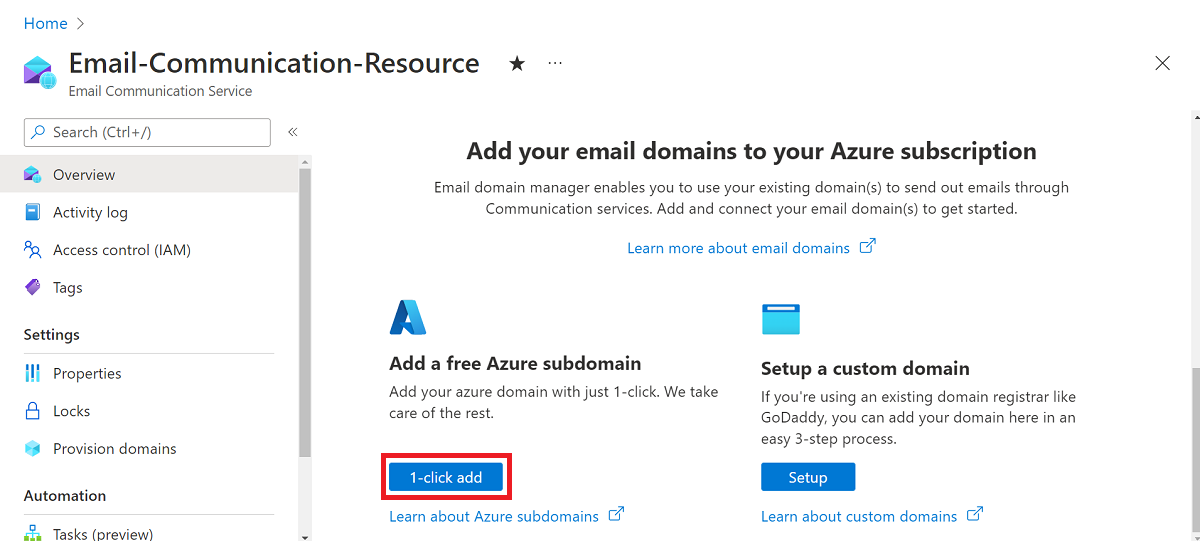 Home
Email-Communication-Resource
Email Communication Service
Search (Ctrl+/)
Overview
Activity log
Access control (IAM)
Tags
Settings
Properties
Locks
Provision domains
Automation
Tasks (preview)
Add your email domains to your Azure subscription
Email domain manager enables you to use your existing domain(s) to send out emails through
Communication services. Add and connect your email domain(s) to get started.
Learn more about email domains
Add a free Azure subdomain
Add your azure domain with just 1-click. We take
care of the rest.
1-click add
Learn about Azure subdomains
Setup a custom domain
If you're using an existing domain registrar like
GoDaddy, you can add your domain here in an
easy 3-step process.
Setup
Learn about custom domains